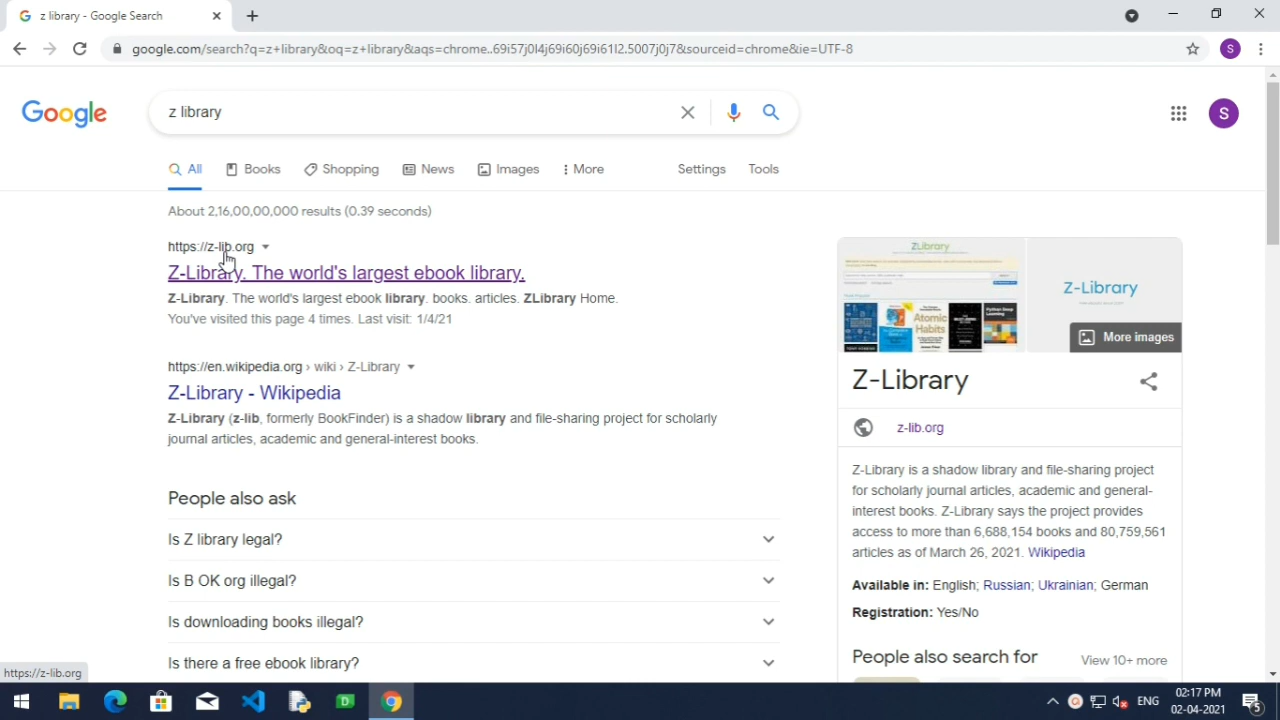 z library - Google Search
google.com/search?q=z+library&oq=z+library&aqs=chrome..69i57j0l4j69i60j69i61l2.5007j0j7&sourceid=chrome&ie=UTF-8
S
Google
z library
S
All
Books
Shopping
News
Images
More
Settings
Tools
About 2,16,00,00,000 results (0.39 seconds)
https://z-lib.org
Z-Library. The world's largest ebook library.
Z-Library. The world's largest ebook library. books. articles. ZLibrary Home.
You've visited this page 4 times. Last visit: 1/4/21
https://en.wikipedia.org › wiki › Z-Library
Z-Library - Wikipedia
Z-Library (z-lib, formerly BookFinder) is a shadow library and file-sharing project for scholarly
journal articles, academic and general-interest books.
People also ask
Is Z library legal?
Is B OK org illegal?
Is downloading books illegal?
Is there a free ebook library?
ZLibrary
Atomic
Habits
Z-Library
More images
Z-Library
z-lib.org
Z-Library is a shadow library and file-sharing project
for scholarly journal articles, academic and general-
interest books. Z-Library says the project provides
access to more than 6,688,154 books and 80,759,561
articles as of March 26, 2021. Wikipedia
Available in: English; Russian; Ukrainian; German
Registration: Yes/No
People also search for
View 10+ more
https://z-lib.org
ENG
02:17 PM
02-04-2021
5